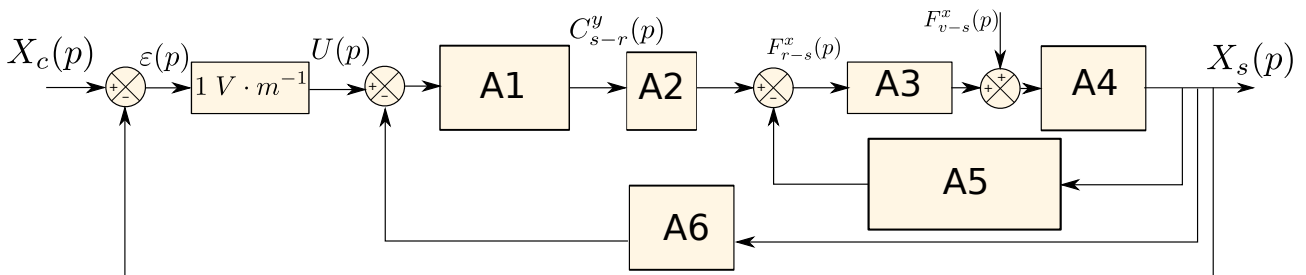 X_c(p)
ε(p)
1 V · m^{-1}
U(p)
A1
C^y_{s-r}(p)
A2
F^x_{r-s}(p)
A3
F^x_{v-s}(p)
A4
X_s(p)
A5
A6
+
-
+
-
+
-
+
+